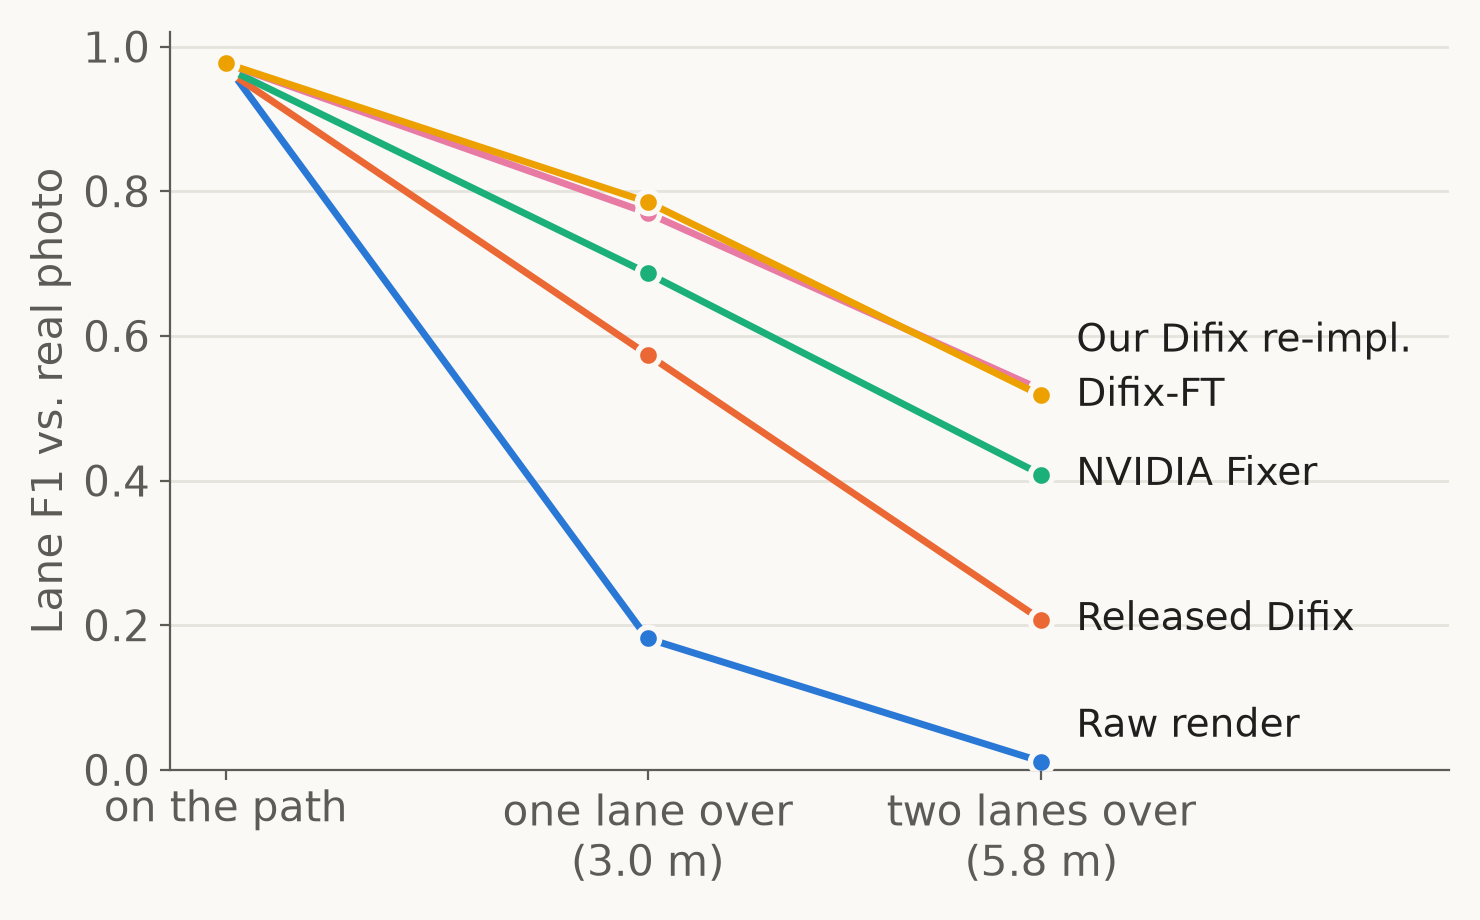 Lane F1 vs. real photo
1.0
0.8
0.6
0.4
0.2
0.0
Our Difix re-impl.
Difix-FT
NVIDIA Fixer
Released Difix
Raw render
on the path
one lane over
(3.0 m)
two lanes over
(5.8 m)